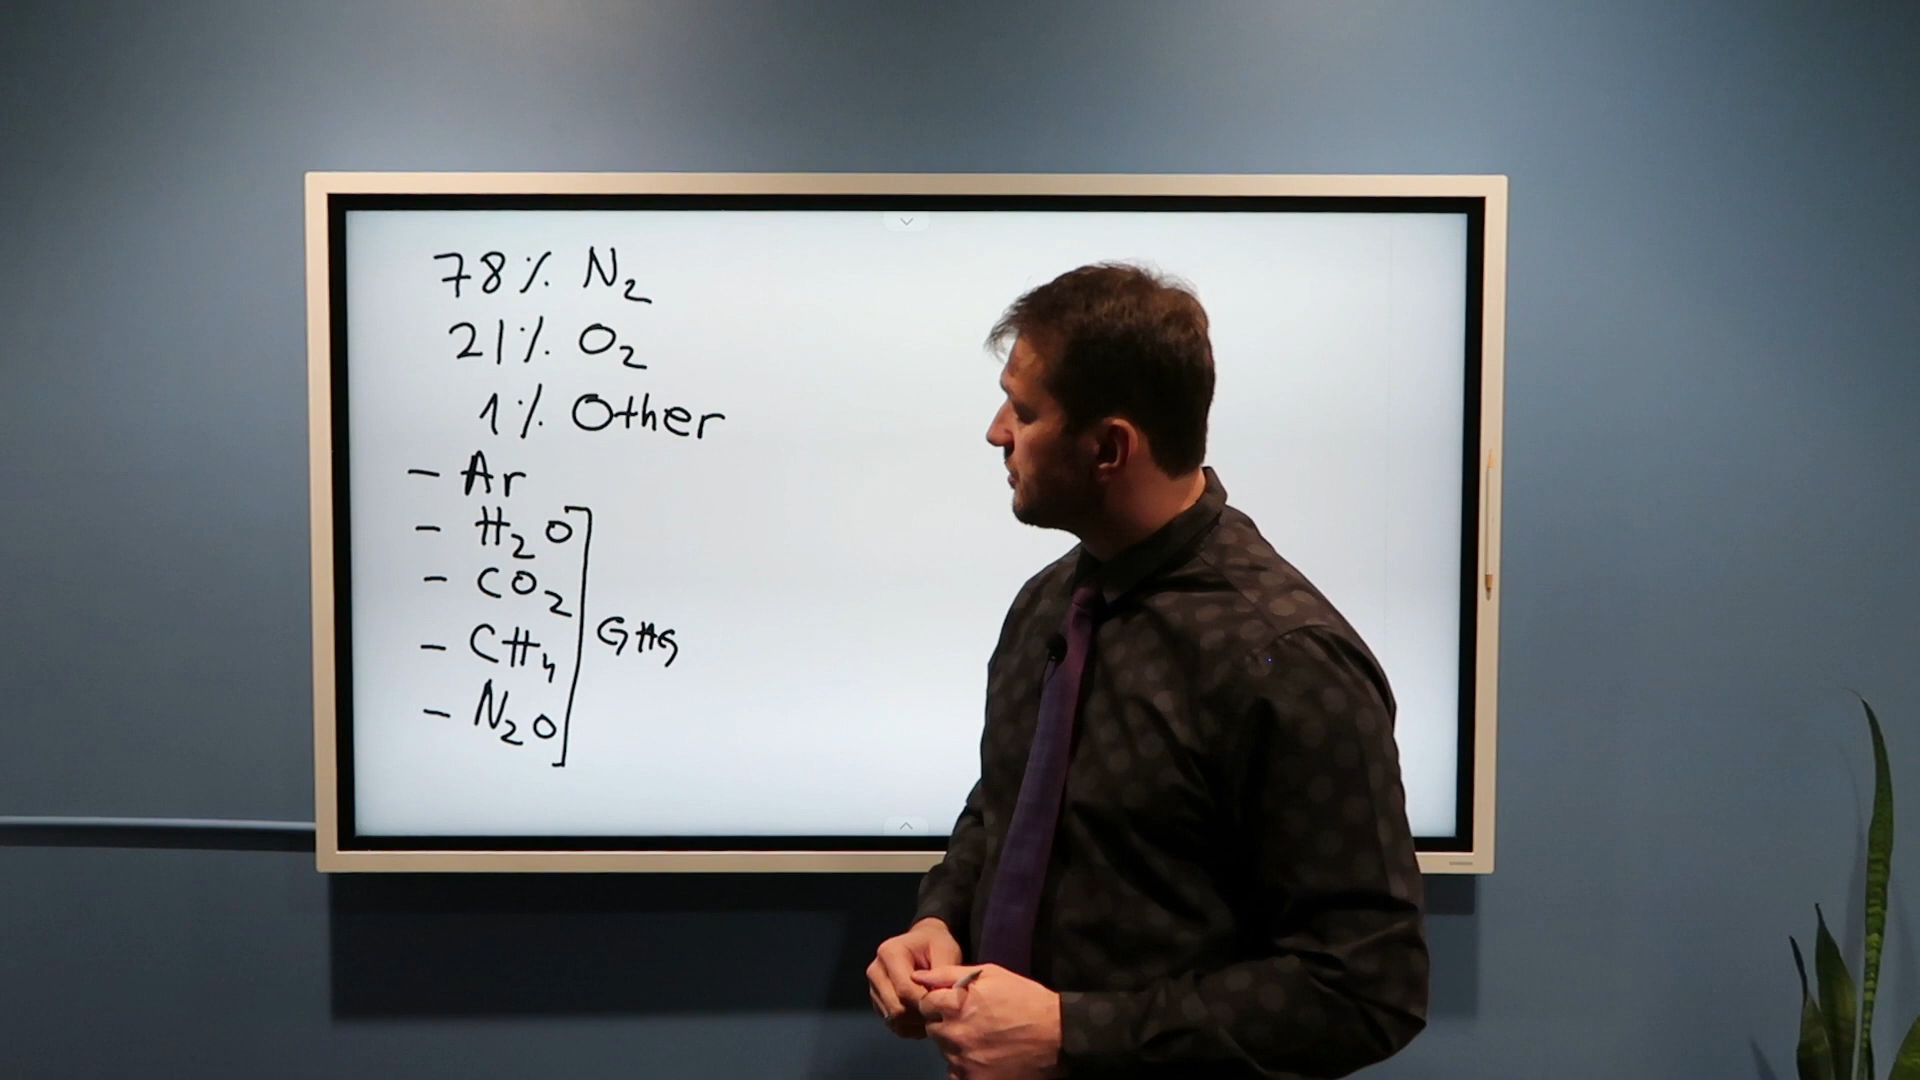 78% N₂
21% O₂
1% Other
- Ar
- H₂O
- CO₂
- CH₄
- N₂O
GHG